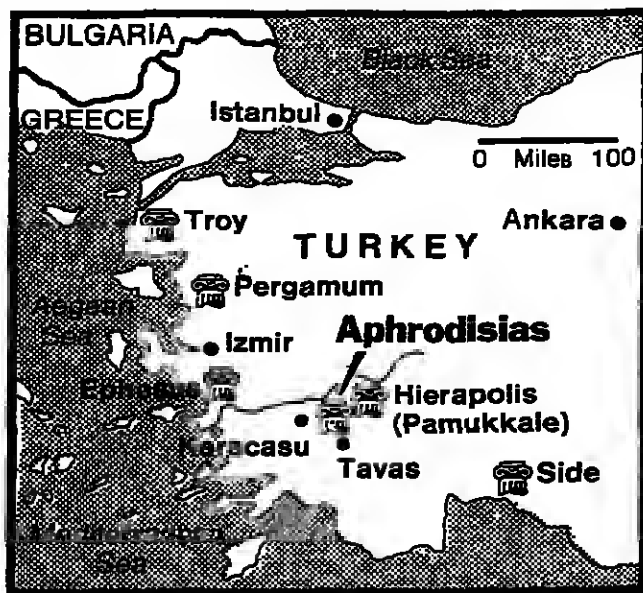 BULGARIA
Black Sea
GREECE
Istanbul
0 Miles 100
Troy
Ankara
TURKEY
Pergamum
Aegean
Sea
Izmir
Aphrodisias
Ephesus
Hierapolis
(Pamukkale)
Karacasu
Tavas
Side
Mediterranean
Sea